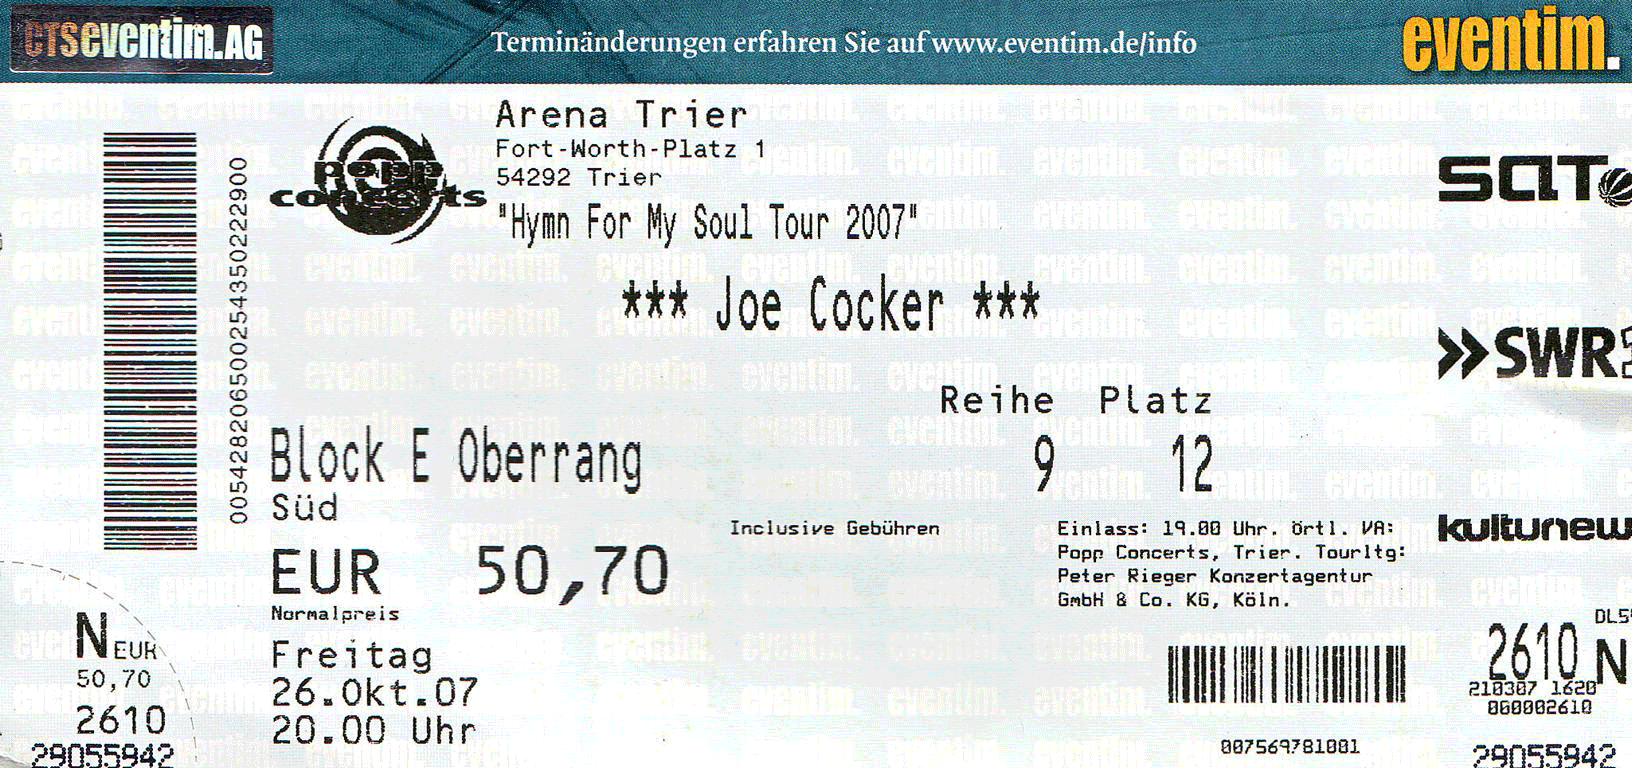 CTSeventim.AG
Terminänderungen erfahren Sie auf www.eventim.de/info
eventim.
Arena Trier
Fort-Worth-Platz 1
54292 Trier
"Hymn For My Soul Tour 2007"
popp
concerts
*** Joe Cocker ***
SAT
»SWR
kultunew
Reihe Platz
9 12
Block E Oberrang
Süd
EUR 50,70
Normalpreis
Inclusive Gebühren
Einlass: 19.00 Uhr. örtl. VA:
Popp Concerts, Trier. Tourltg:
Peter Rieger Konzertagentur
GmbH & Co. KG, Köln.
Freitag
26.Okt.07
20.00 Uhr
N EUR
50,70
2610
29055942
007569781001
2610 N
210307 1620
060002610
29055942